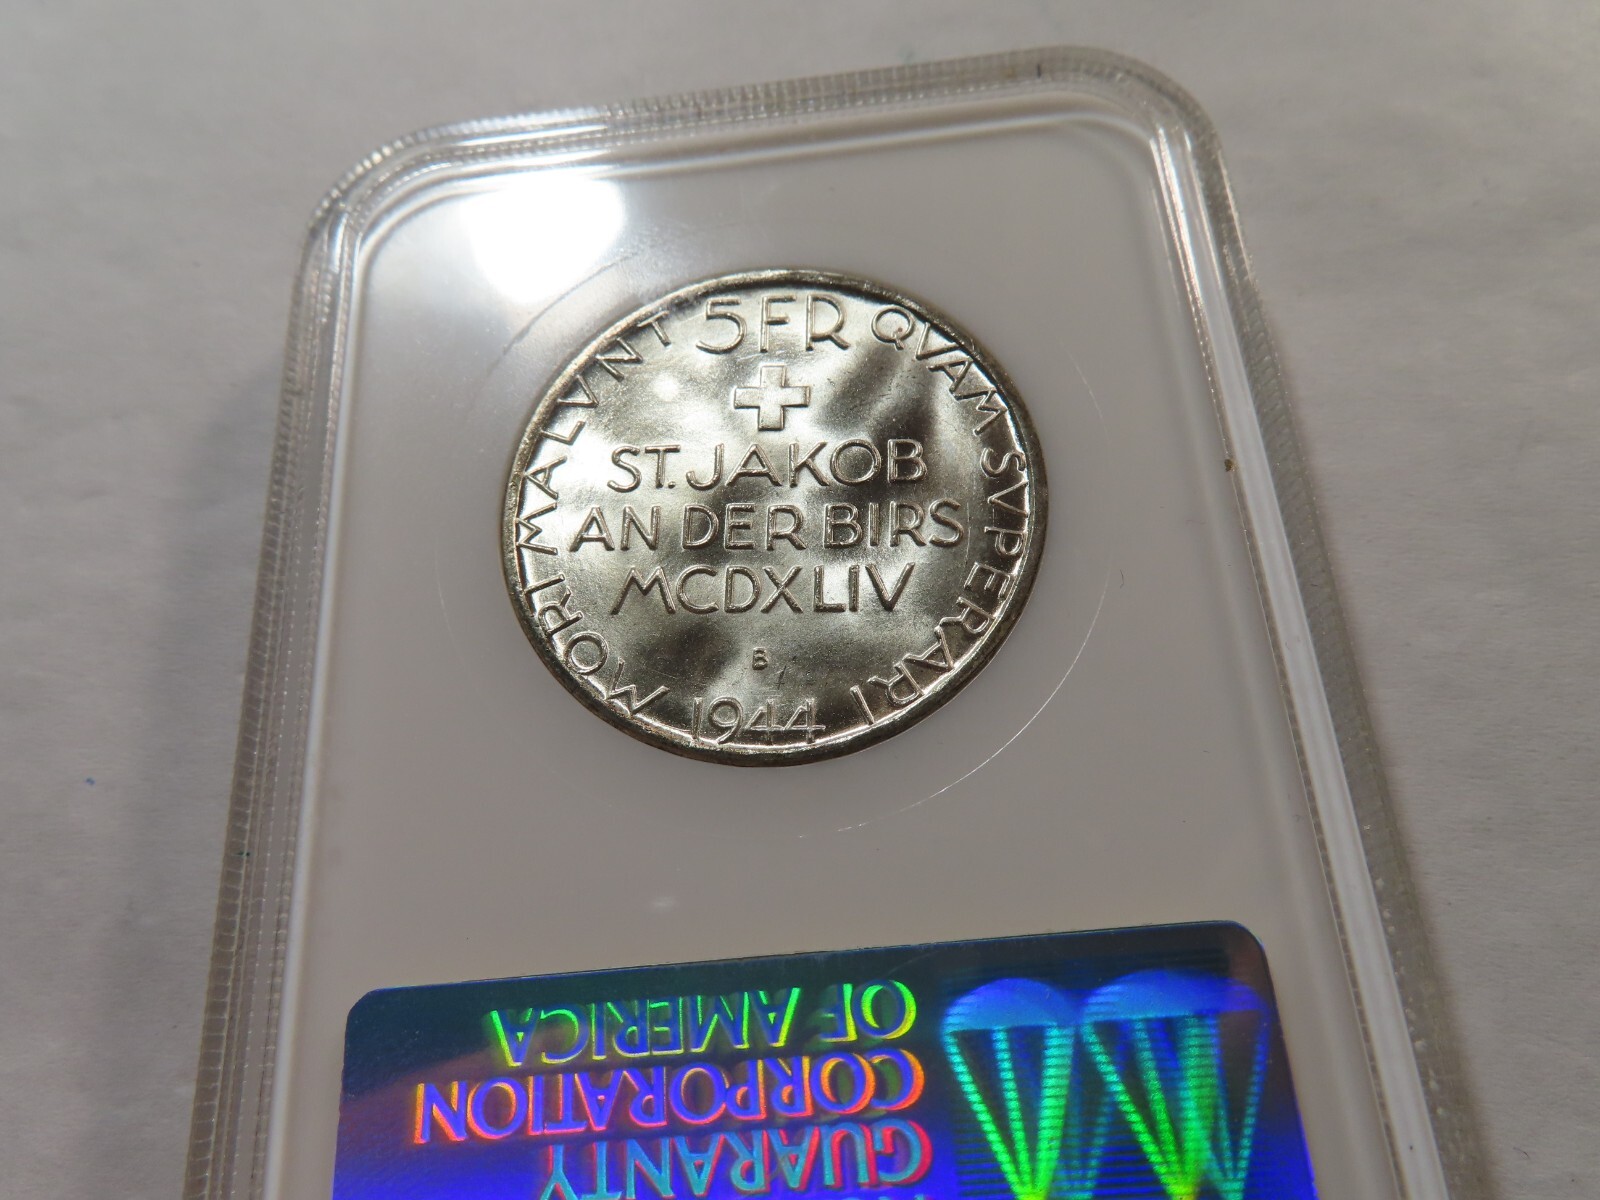 5FR
ST. JAKOB
AN DER BIRS
MCDXLIV
B
1944
MORI MALVNT QVAM SVPERARI
OF AMERICA
CORPORATION
GUARANTY